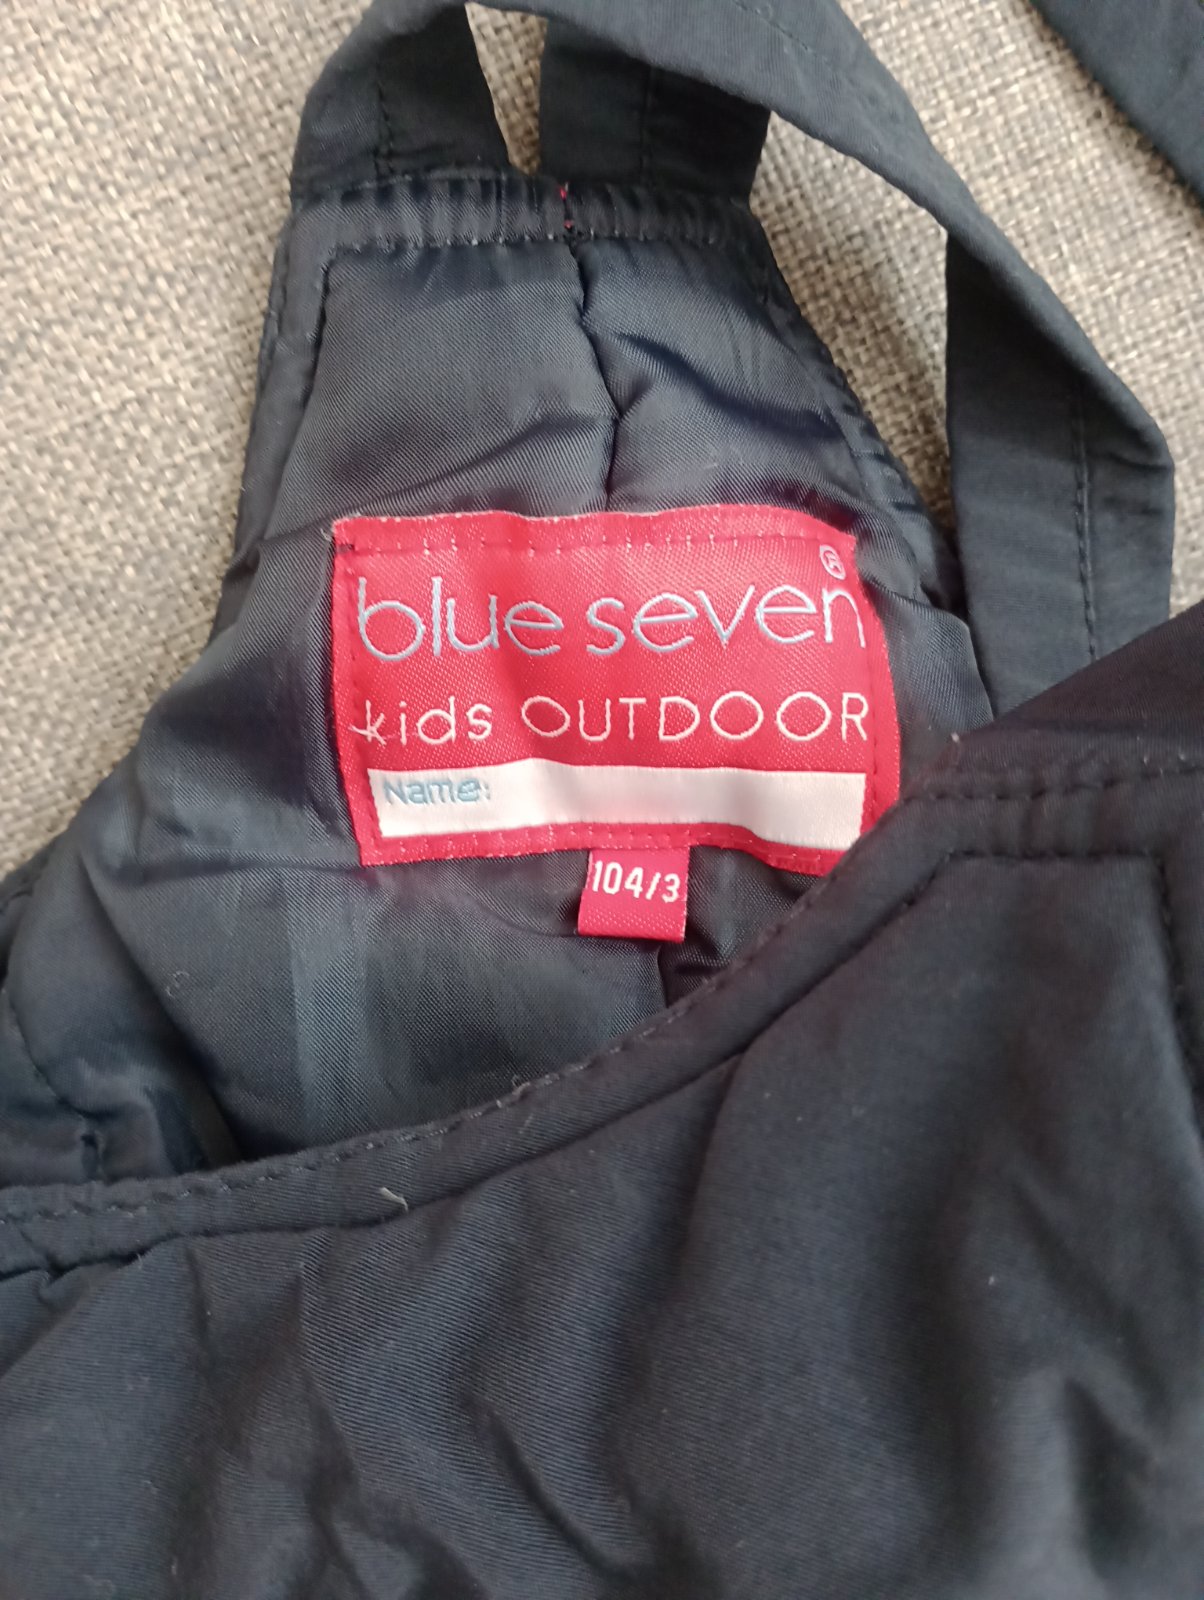 blue seven®
kids OUTDOOR
Name:
104/3